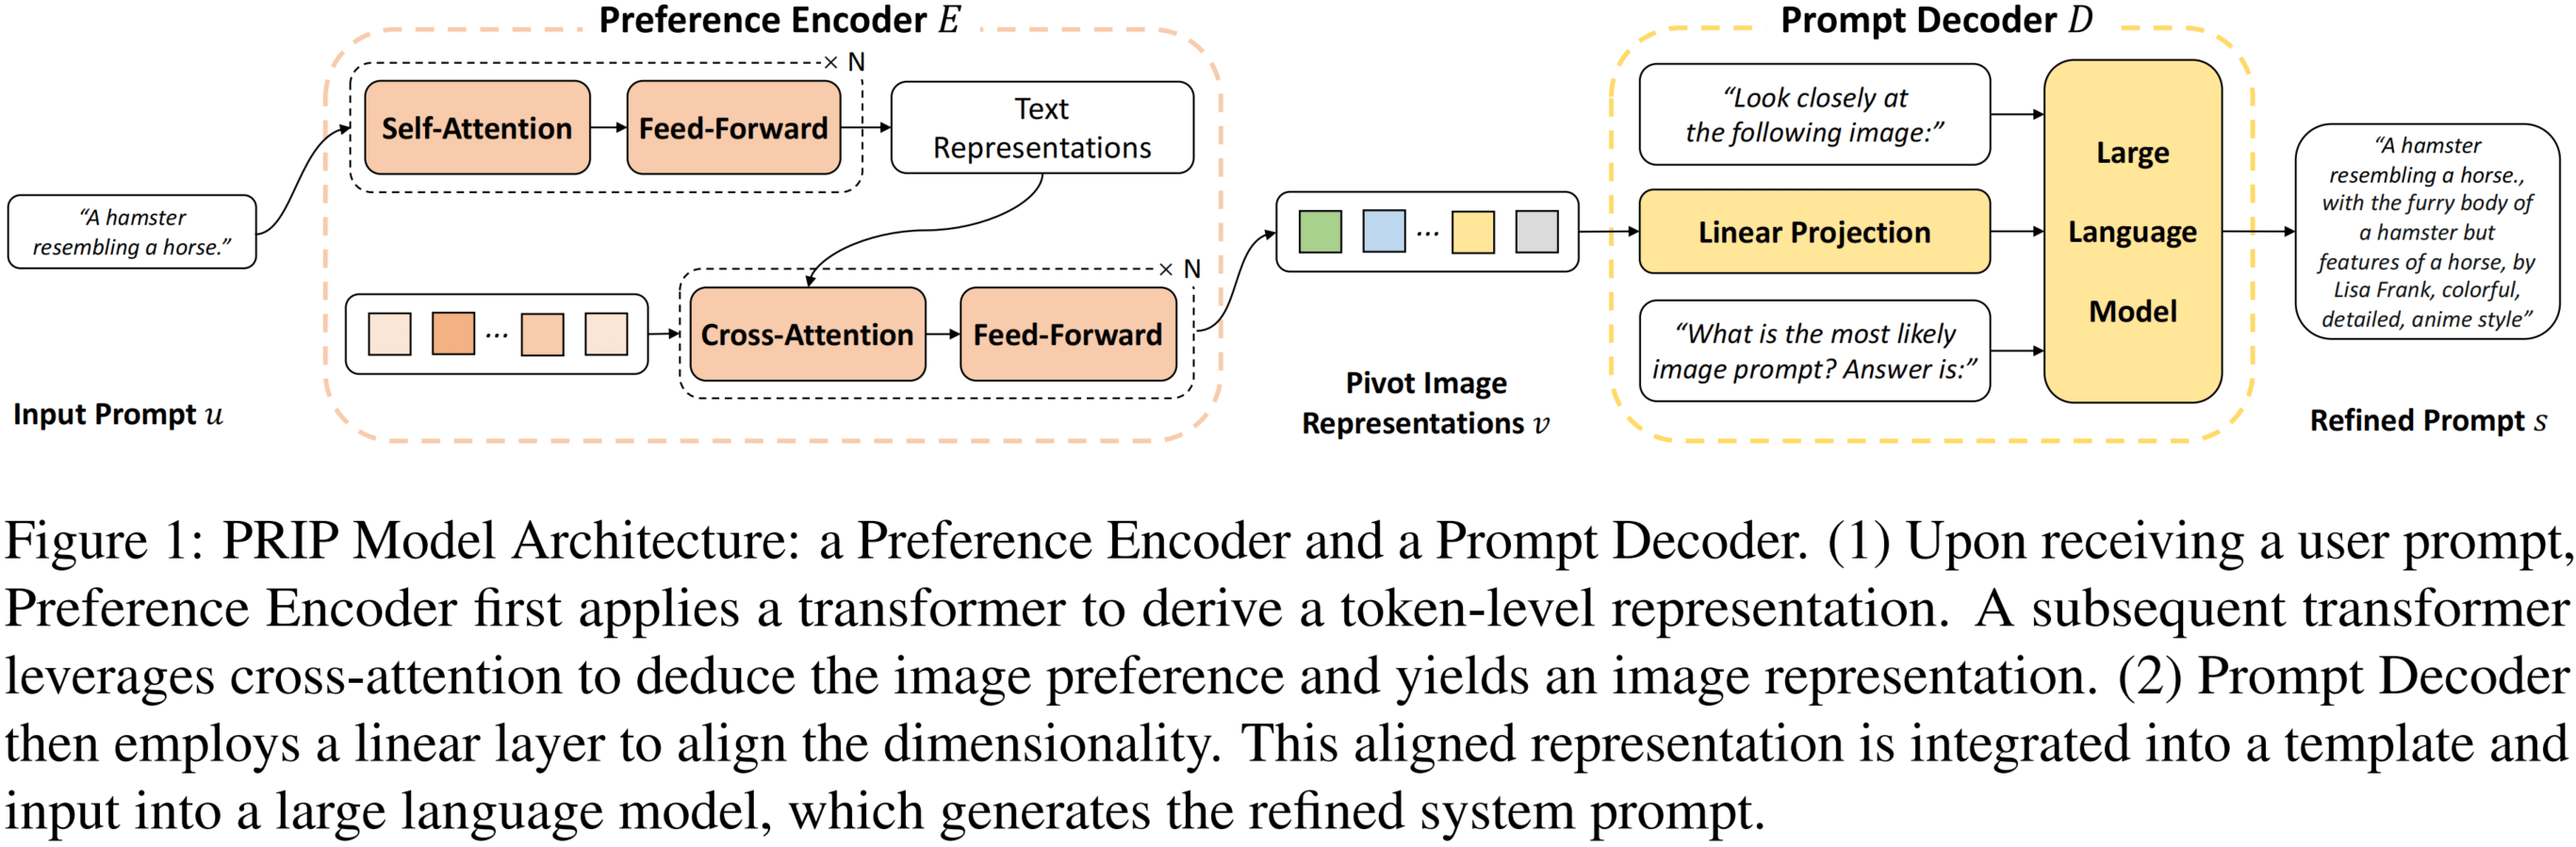 Preference Encoder E
Prompt Decoder D
× N
Self-Attention
Feed-Forward
Text
Representations
“A hamster
resembling a horse.”
× N
...
Cross-Attention
Feed-Forward
Input Prompt u
...
Pivot Image
Representations v
“Look closely at
the following image:”
Linear Projection
“What is the most likely
image prompt? Answer is:”
Large
Language
Model
“A hamster
resembling a horse.,
with the furry body of
a hamster but
features of a horse, by
Lisa Frank, colorful,
detailed, anime style”
Refined Prompt s
Figure 1: PRIP Model Architecture: a Preference Encoder and a Prompt Decoder. (1) Upon receiving a user prompt,
Preference Encoder first applies a transformer to derive a token-level representation. A subsequent transformer
leverages cross-attention to deduce the image preference and yields an image representation. (2) Prompt Decoder
then employs a linear layer to align the dimensionality. This aligned representation is integrated into a template and
input into a large language model, which generates the refined system prompt.